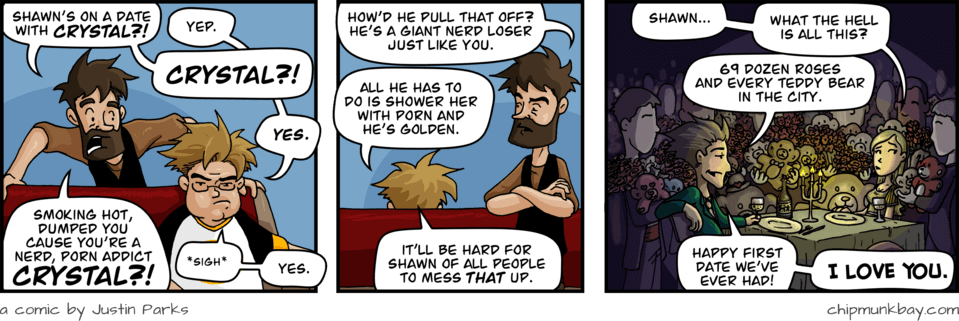 SHAWN'S ON A DATE
WITH CRYSTAL?!
YEP.
CRYSTAL?!
YES.
SMOKING HOT,
DUMPED YOU
CAUSE YOU'RE A
NERD, PORN ADDICT
CRYSTAL?!
*SIGH*
YES.
HOW'D HE PULL THAT OFF?
HE'S A GIANT NERD LOSER
JUST LIKE YOU.
ALL HE HAS TO
DO IS SHOWER HER
WITH PORN AND
HE'S GOLDEN.
IT'LL BE HARD FOR
SHAWN OF ALL PEOPLE
TO MESS THAT UP.
SHAWN...
WHAT THE HELL
IS ALL THIS?
69 DOZEN ROSES
AND EVERY TEDDY BEAR
IN THE CITY.
HAPPY FIRST
DATE WE'VE
EVER HAD!
I LOVE YOU.
a comic by Justin Parks
chipmunkbay.com